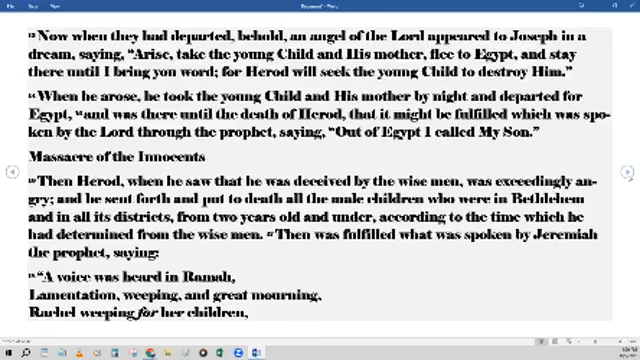 13 Now when they had departed, behold, an angel of the Lord appeared to Joseph in a
dream, saying, “Arise, take the young Child and His mother, flee to Egypt, and stay
there until I bring you word; for Herod will seek the young Child to destroy Him.”
14 When he arose, he took the young Child and His mother by night and departed for
Egypt, 15 and was there until the death of Herod, that it might be fulfilled which was spo-
ken by the Lord through the prophet, saying, “Out of Egypt I called My Son.”
Massacre of the Innocents
16 Then Herod, when he saw that he was deceived by the wise men, was exceedingly an-
gry; and he sent forth and put to death all the male children who were in Bethlehem
and in all its districts, from two years old and under, according to the time which he
had determined from the wise men. 17 Then was fulfilled what was spoken by Jeremiah
the prophet, saying:
18 “A voice was heard in Ramah,
Lamentation, weeping, and great mourning,
Rachel weeping for her children,